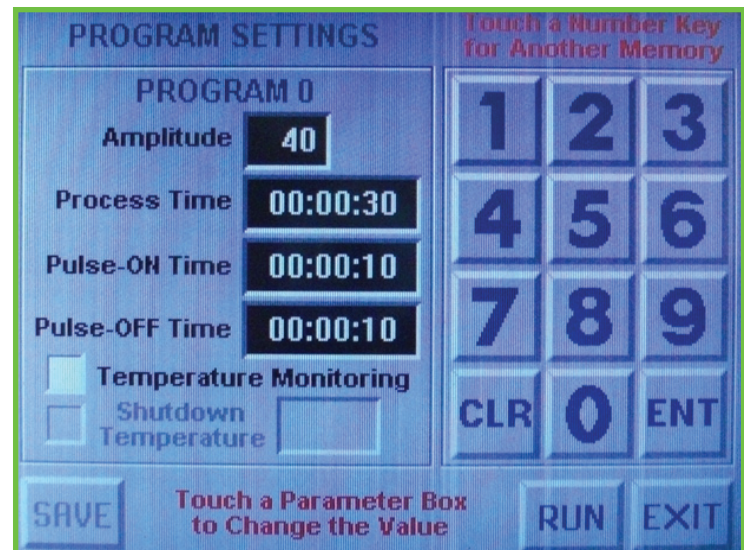 PROGRAM SETTINGS
PROGRAM 0
Amplitude 40
Process Time 00:00:30
Pulse-ON Time 00:00:10
Pulse-OFF Time 00:00:10
Temperature Monitoring
Shutdown
Temperature
SAVE
Touch a Parameter Box
to Change the Value
Touch a Number Key
for Another Memory
1 2 3
4 5 6
7 8 9
CLR 0 ENT
RUN EXIT